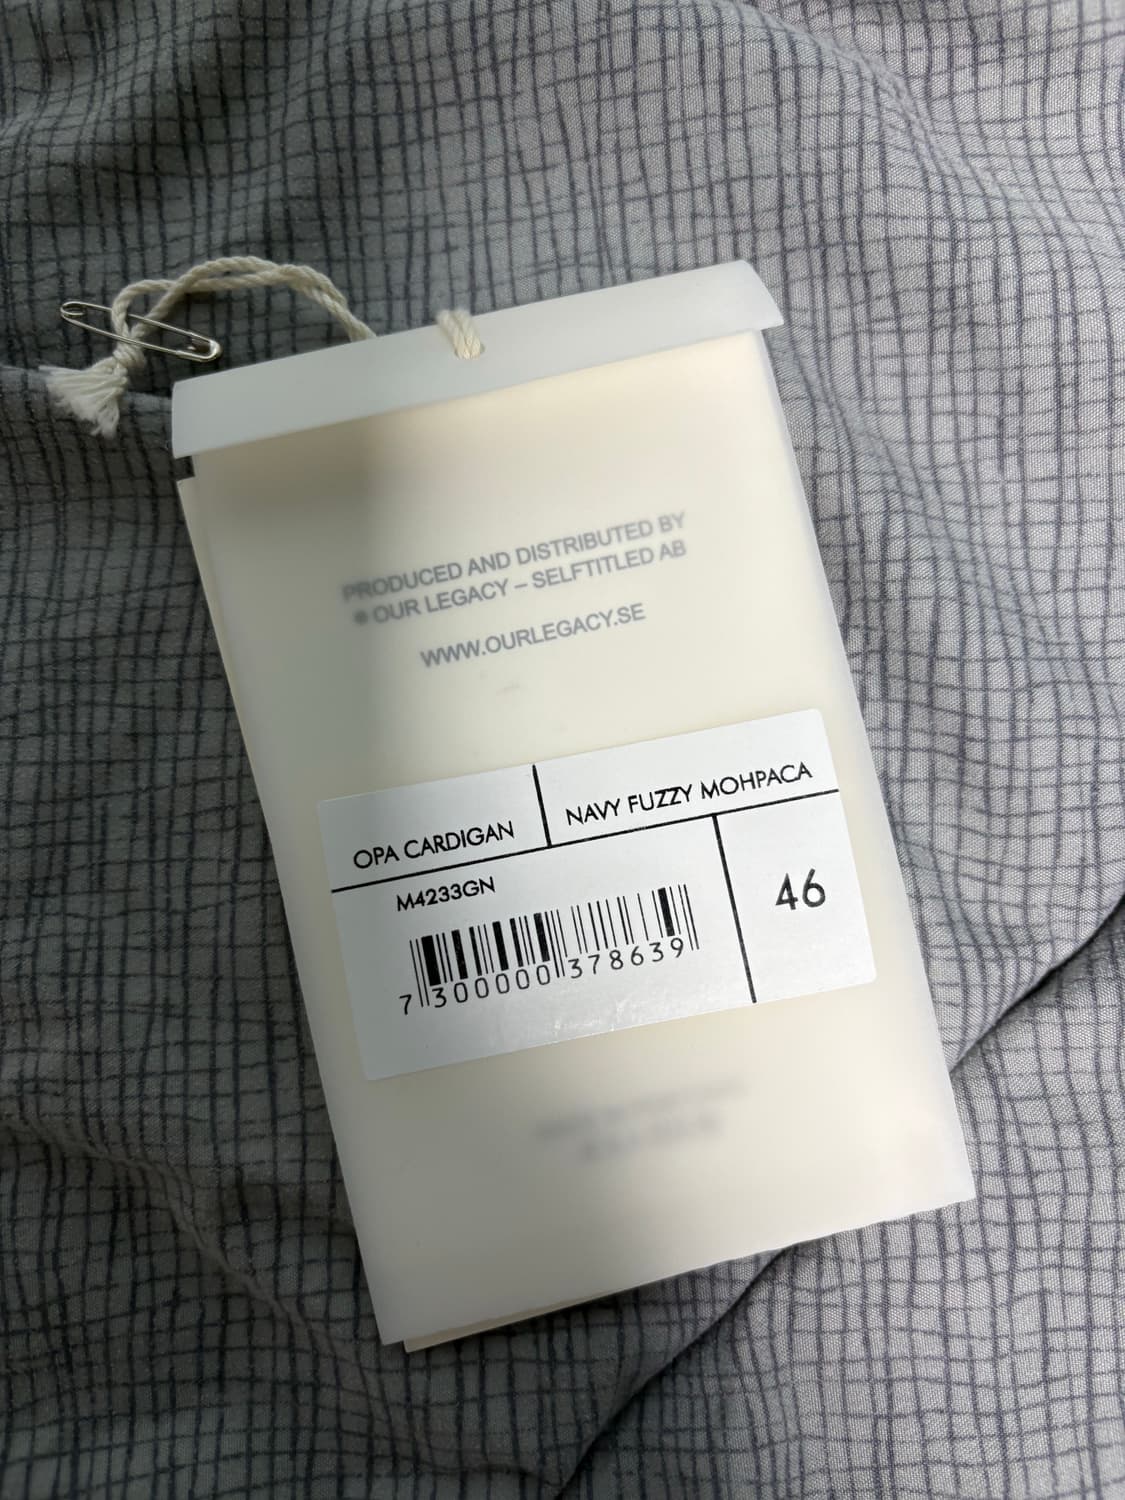 PRODUCED AND DISTRIBUTED BY
OUR LEGACY – SELFTITLED AB
WWW.OURLEGACY.SE
OPA CARDIGAN
NAVY FUZZY MOHPACA
M4233GN
46
7 300000 378639